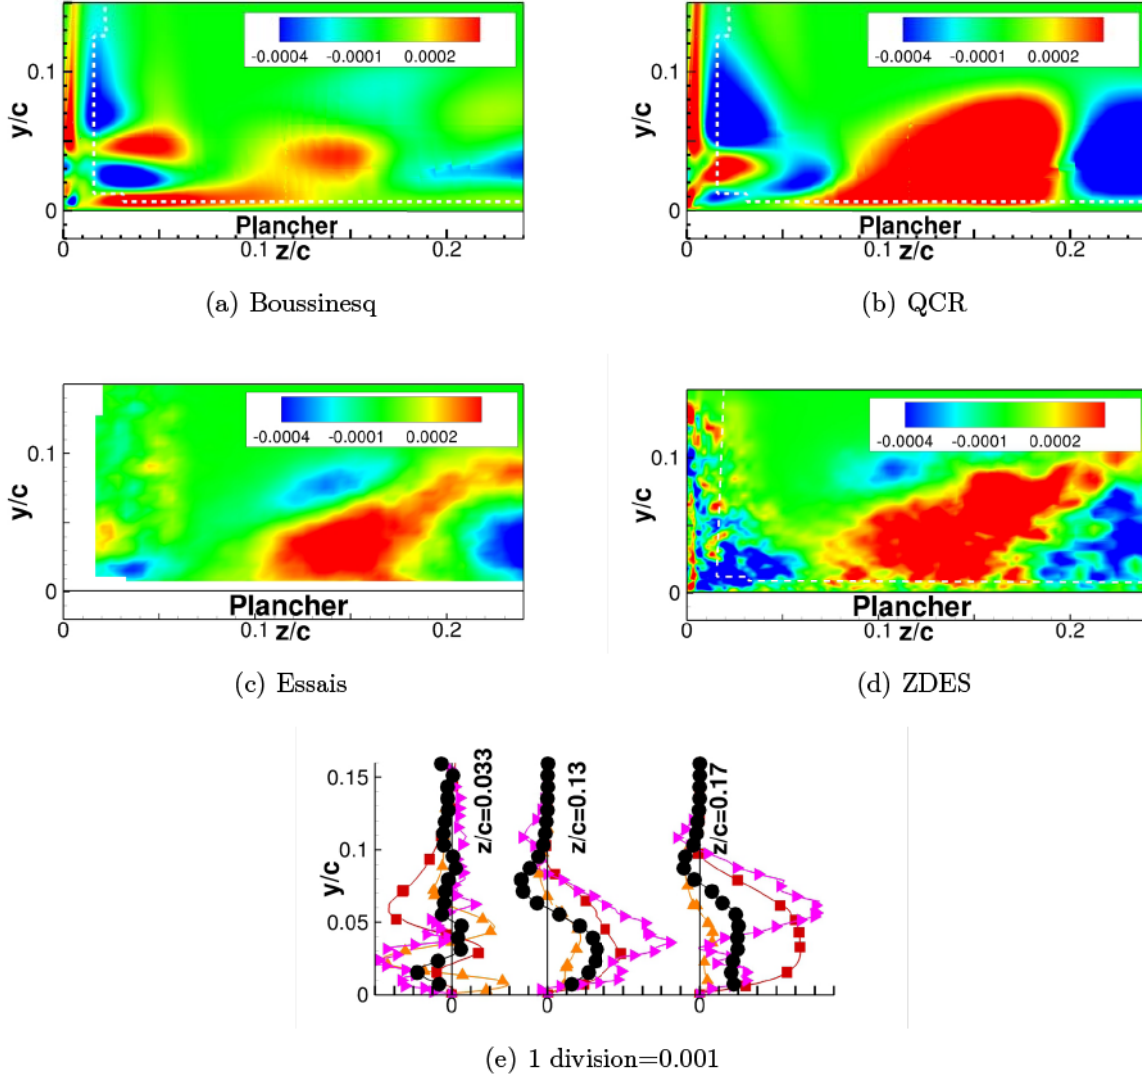 -0.0004 -0.0001 0.0002
0.1
y/c
0
Plancher
0 0.1 0.2
z/c
(a) Boussinesq
-0.0004 -0.0001 0.0002
0.1
y/c
0
Plancher
0 0.1 0.2
z/c
(b) QCR
-0.0004 -0.0001 0.0002
0.1
y/c
0
Plancher
0 0.1 0.2
z/c
(c) Essais
-0.0004 -0.0001 0.0002
0.1
y/c
0
Plancher
0 0.1 0.2
z/c
(d) ZDES
0.15
0.1
y/c
0.05
0
z/c=0.033
z/c=0.13
z/c=0.17
0 0 0
(e) 1 division=0.001